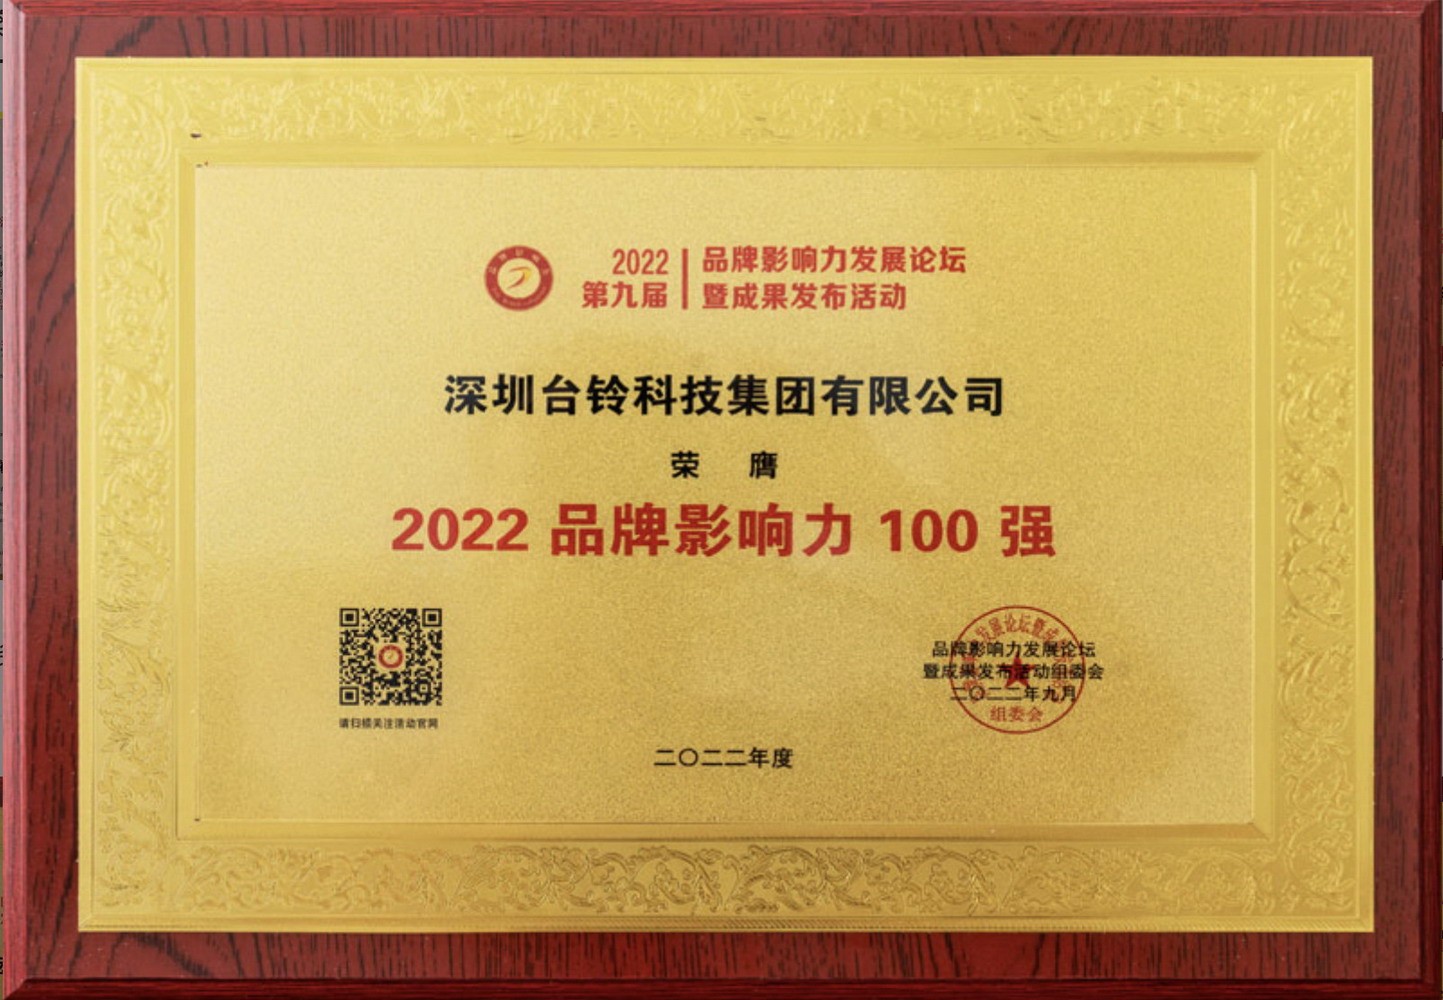 2022
第九届
品牌影响力发展论坛
暨成果发布活动
深圳台铃科技集团有限公司
荣 膺
2022 品牌影响力 100 强
请扫描关注活动官网
品牌影响力发展论坛
暨成果发布活动组委会
二〇二二年九月
组委会
二〇二二年度